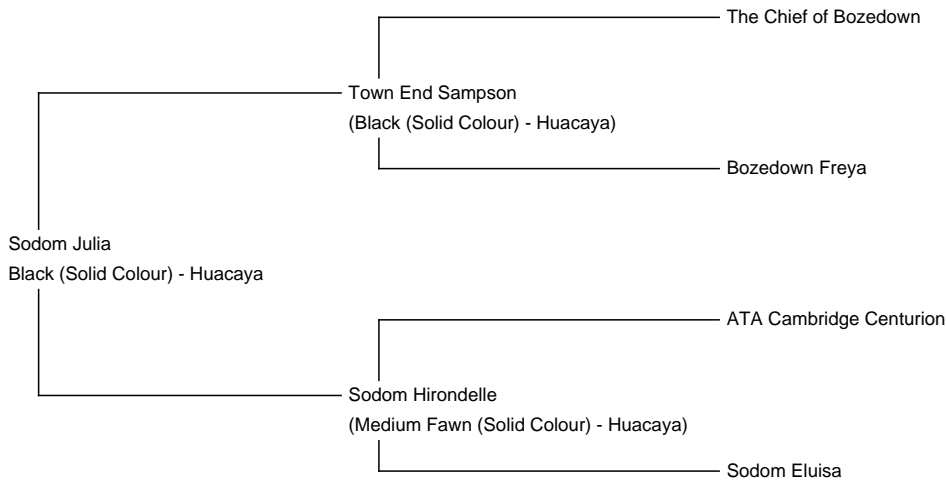 The Chief of Bozedown
Town End Sampson
(Black (Solid Colour) - Huacaya)
Bozedown Freya
Sodom Julia
Black (Solid Colour) - Huacaya
ATA Cambridge Centurion
Sodom Hirondelle
(Medium Fawn (Solid Colour) - Huacaya)
Sodom Eluisa